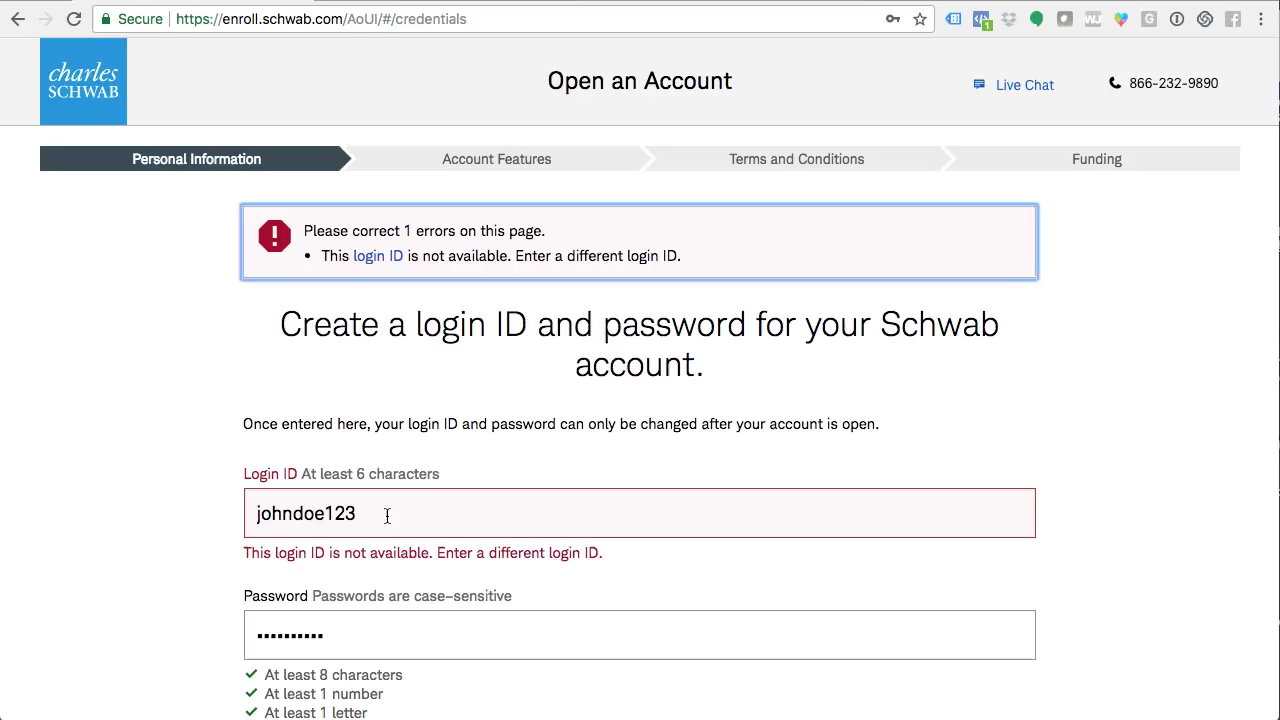 Secure https://enroll.schwab.com/AoUI/#/credentials
1
WJ
G
charles
SCHWAB
Open an Account
Live Chat
866-232-9890
Personal Information
Account Features
Terms and Conditions
Funding
Please correct 1 errors on this page.
• This login ID is not available. Enter a different login ID.
Create a login ID and password for your Schwab
account.
Once entered here, your login ID and password can only be changed after your account is open.
Login ID At least 6 characters
johndoe123
This login ID is not available. Enter a different login ID.
Password Passwords are case-sensitive
••••••••••
At least 8 characters
At least 1 number
At least 1 letter